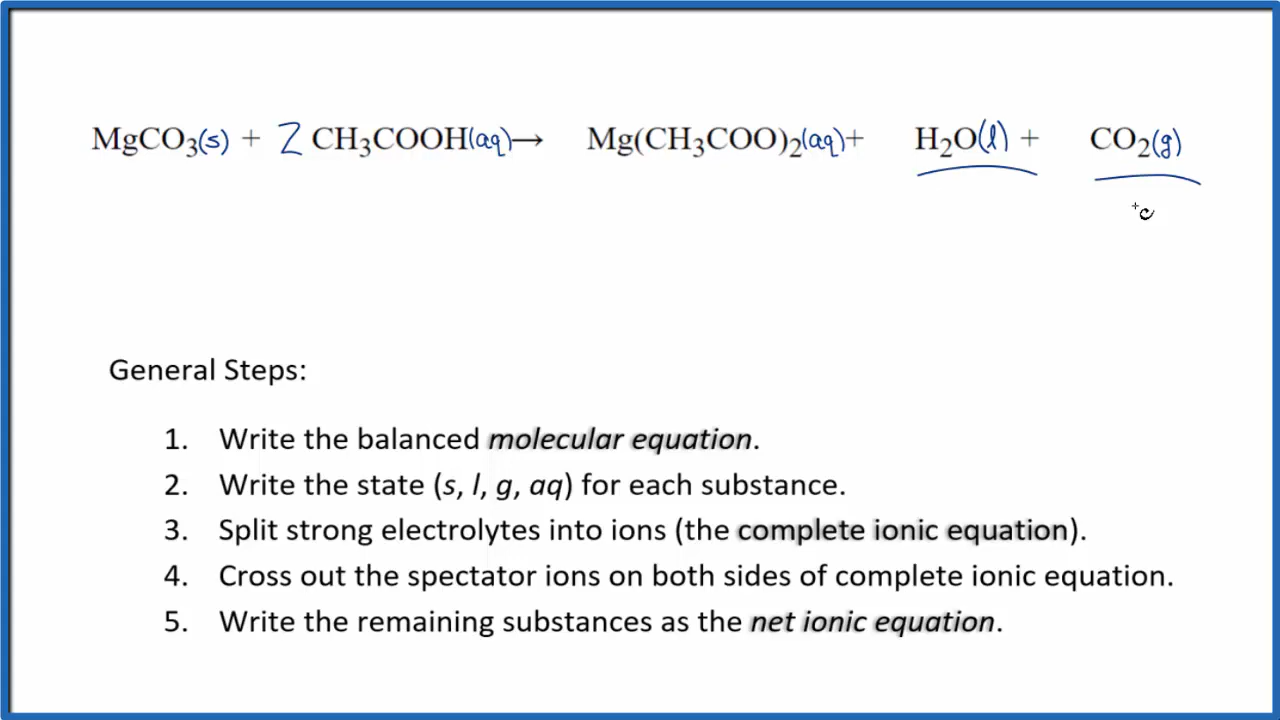 MgCO3(s) + 2 CH3COOH(aq)→ Mg(CH3COO)2(aq)+ H2O(l) + CO2(g)
General Steps:
1. Write the balanced molecular equation.
2. Write the state (s, l, g, aq) for each substance.
3. Split strong electrolytes into ions (the complete ionic equation).
4. Cross out the spectator ions on both sides of complete ionic equation.
5. Write the remaining substances as the net ionic equation.